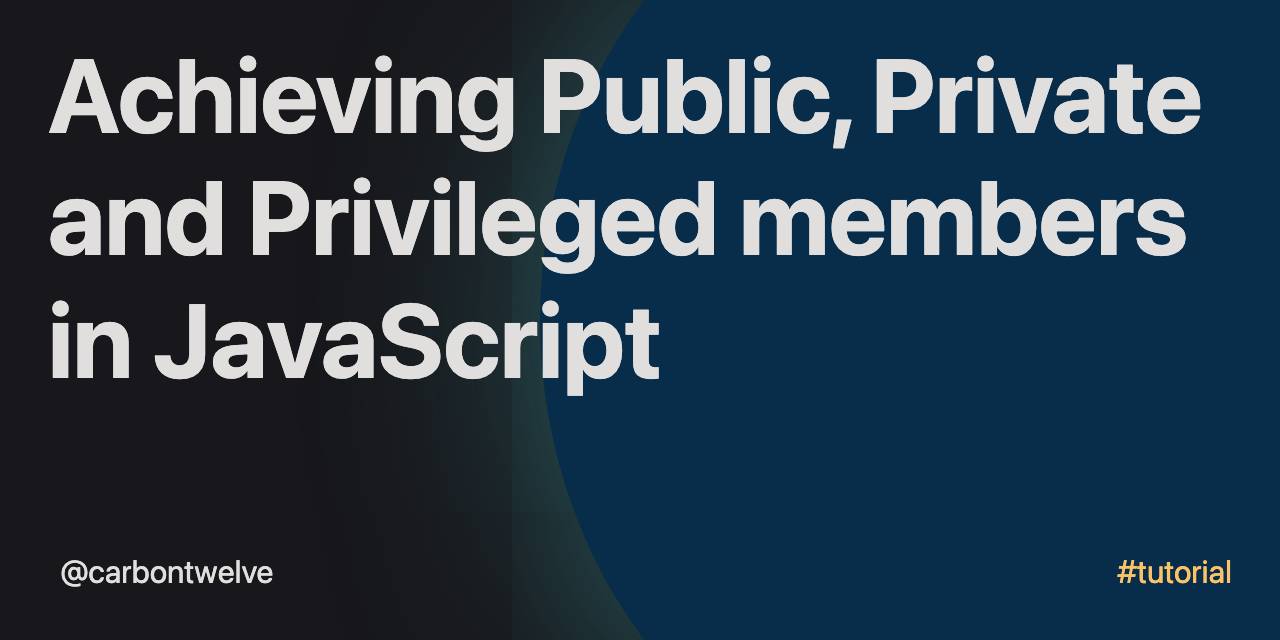 Achieving Public, Private
and Privileged members
in JavaScript
@carbontwelve
#tutorial